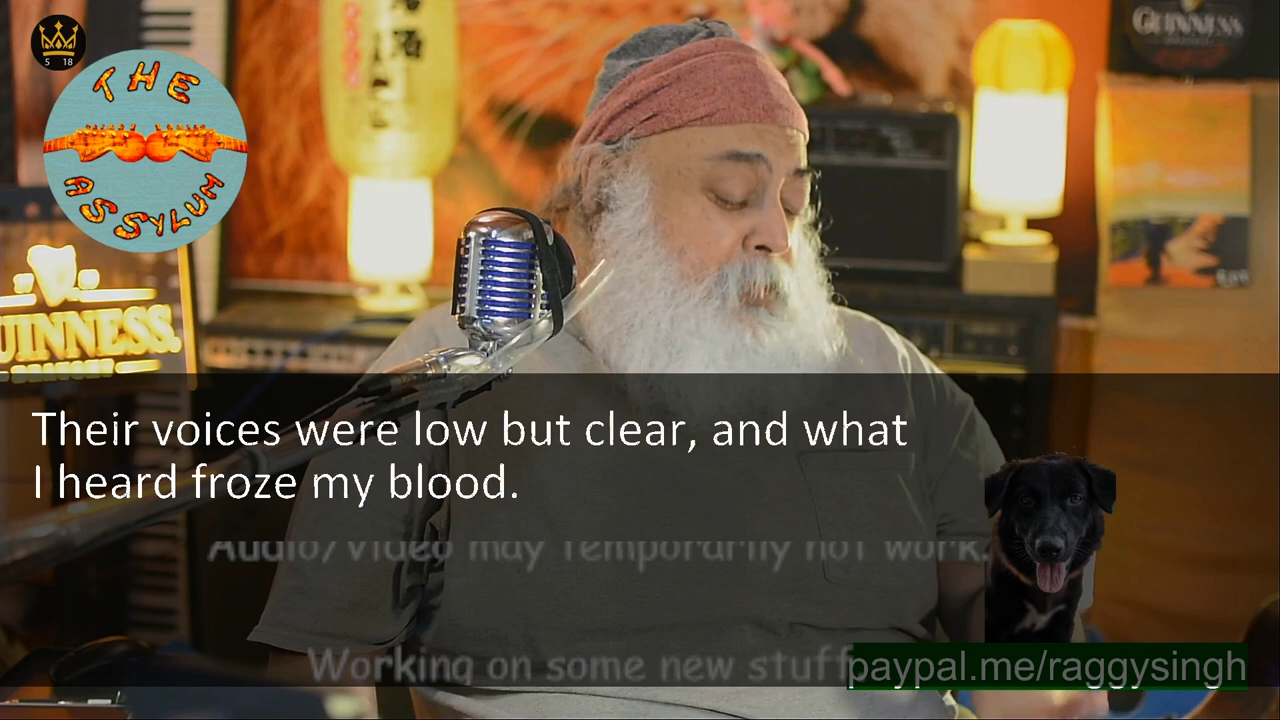 5 18
THE
ASSYLUM
GUINNESS
UINNESS.
DRAUGHT
Their voices were low but clear, and what
I heard froze my blood.
Audio/Video may temporarily not work.
Working on some new stuff
paypal.me/raggysingh